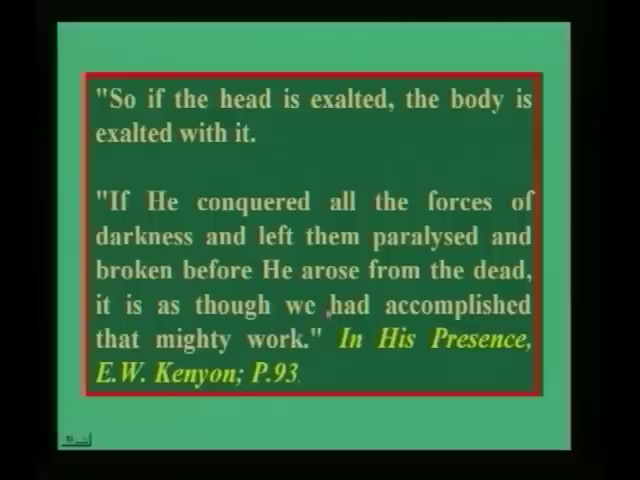 "So if the head is exalted, the body is
exalted with it.
"If He conquered all the forces of
darkness and left them paralysed and
broken before He arose from the dead,
it is as though we had accomplished
that mighty work." In His Presence,
E.W. Kenyon; P.93.